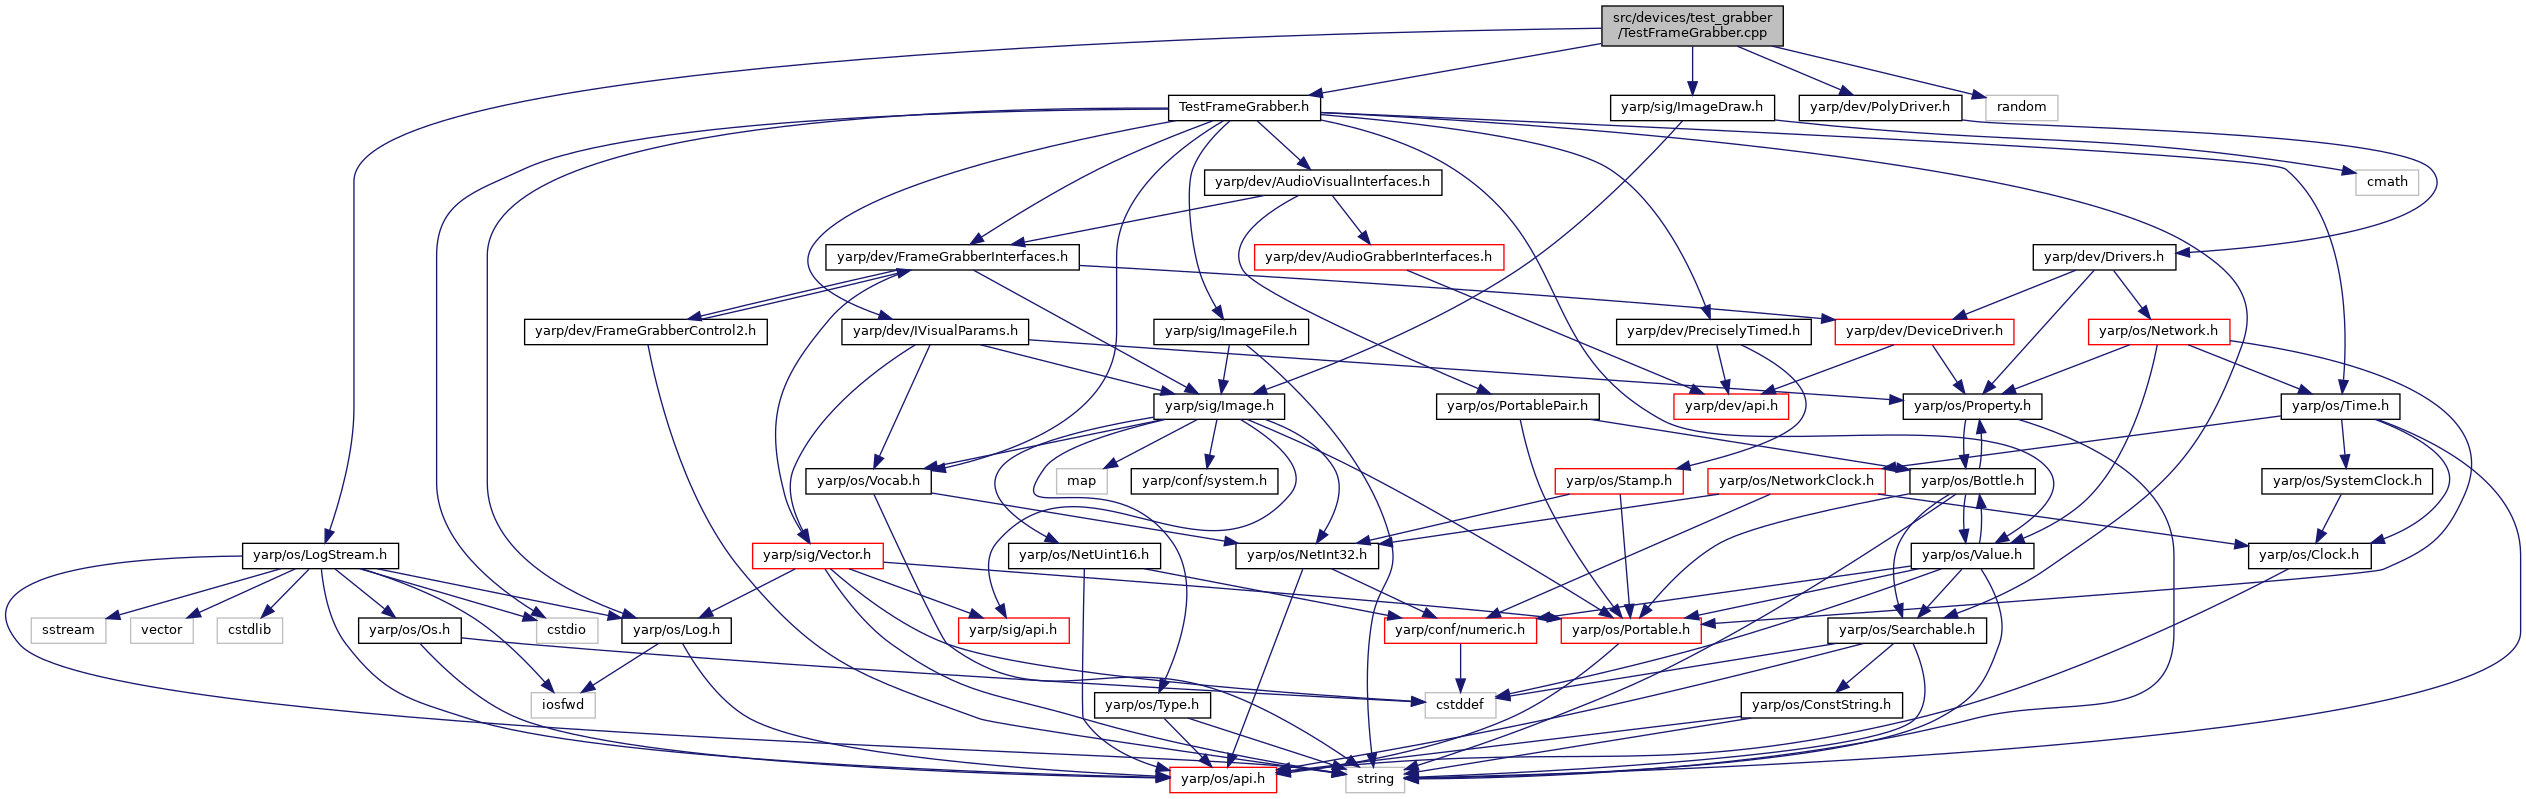 src/devices/test_grabber
/TestFrameGrabber.cpp
TestFrameGrabber.h
yarp/sig/ImageDraw.h
yarp/dev/PolyDriver.h
random
yarp/dev/AudioVisualInterfaces.h
cmath
yarp/dev/FrameGrabberInterfaces.h
yarp/dev/AudioGrabberInterfaces.h
yarp/dev/Drivers.h
yarp/dev/FrameGrabberControl2.h
yarp/dev/IVisualParams.h
yarp/sig/ImageFile.h
yarp/dev/PreciselyTimed.h
yarp/dev/DeviceDriver.h
yarp/os/Network.h
yarp/sig/Image.h
yarp/os/PortablePair.h
yarp/dev/api.h
yarp/os/Property.h
yarp/os/Time.h
yarp/os/Vocab.h
map
yarp/conf/system.h
yarp/os/Stamp.h
yarp/os/NetworkClock.h
yarp/os/Bottle.h
yarp/os/SystemClock.h
yarp/os/LogStream.h
yarp/sig/Vector.h
yarp/os/NetUint16.h
yarp/os/NetInt32.h
yarp/os/Value.h
yarp/os/Clock.h
sstream
vector
cstdlib
yarp/os/Os.h
cstdio
yarp/os/Log.h
yarp/sig/api.h
yarp/conf/numeric.h
yarp/os/Portable.h
yarp/os/Searchable.h
iosfwd
yarp/os/Type.h
cstddef
yarp/os/ConstString.h
yarp/os/api.h
string